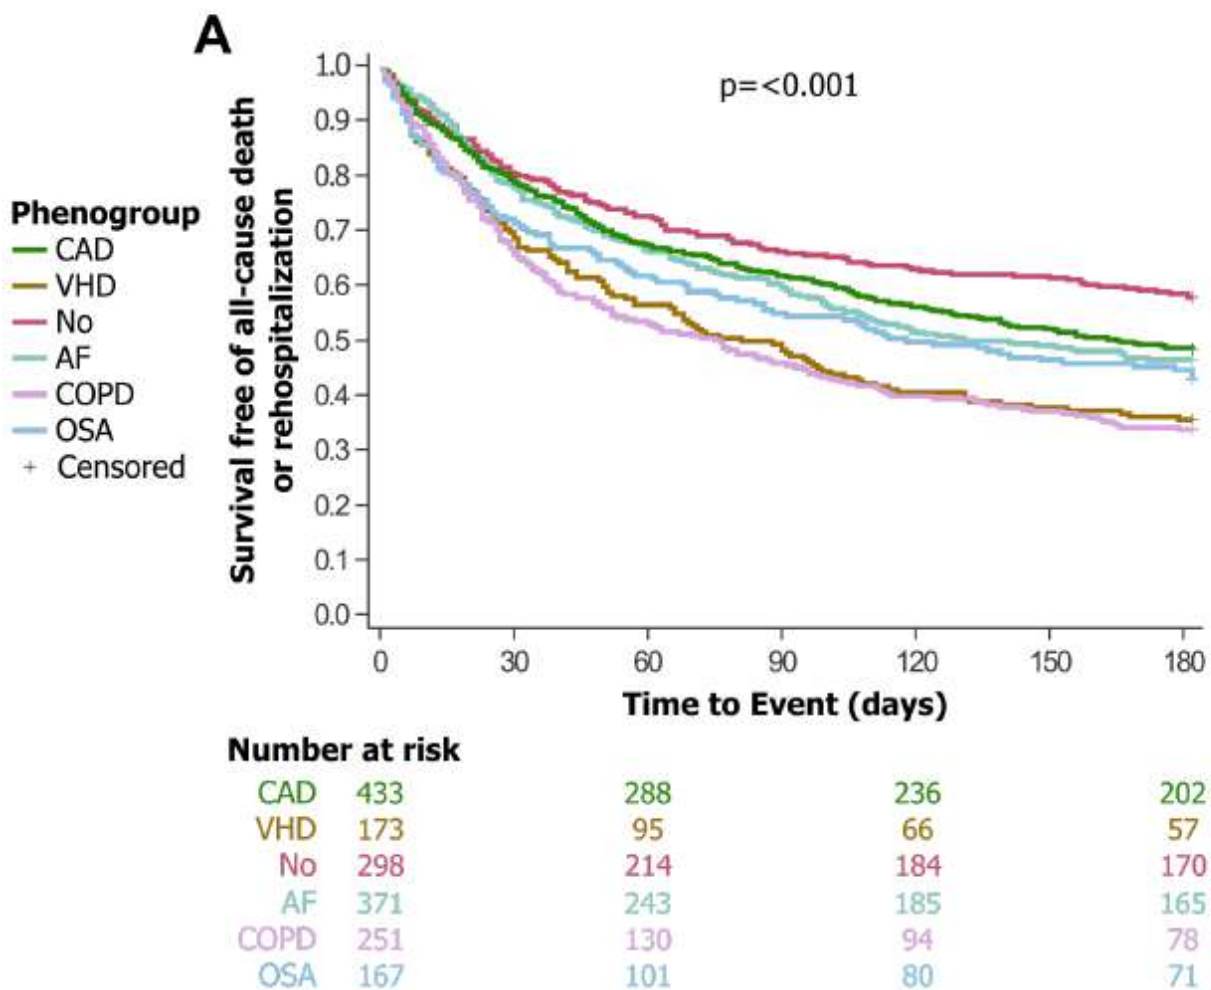 A
p=<0.001
Survival free of all-cause death
or rehospitalization
1.0
0.9
0.8
0.7
0.6
0.5
0.4
0.3
0.2
0.1
0.0
Phenogroup
CAD
VHD
No
AF
COPD
OSA
+ Censored
0 30 60 90 120 150 180
Time to Event (days)
Number at risk
CAD 433 288 236 202
VHD 173 95 66 57
No 298 214 184 170
AF 371 243 185 165
COPD 251 130 94 78
OSA 167 101 80 71